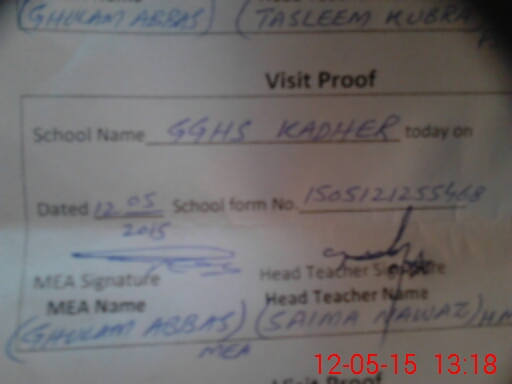 (GHULAM ABBAS) (TASLEEM KUBRA
Visit Proof
School Name GGHS KADHER today on
Dated 12.05 School form No. 1505121255468
2015
MEA Signature Head Teacher Signature
MEA Name Head Teacher Name
(GHULAM ABBAS) (SAIMA NAWAZ) HM
MEA
12-05-15 13:18
Visit Proof